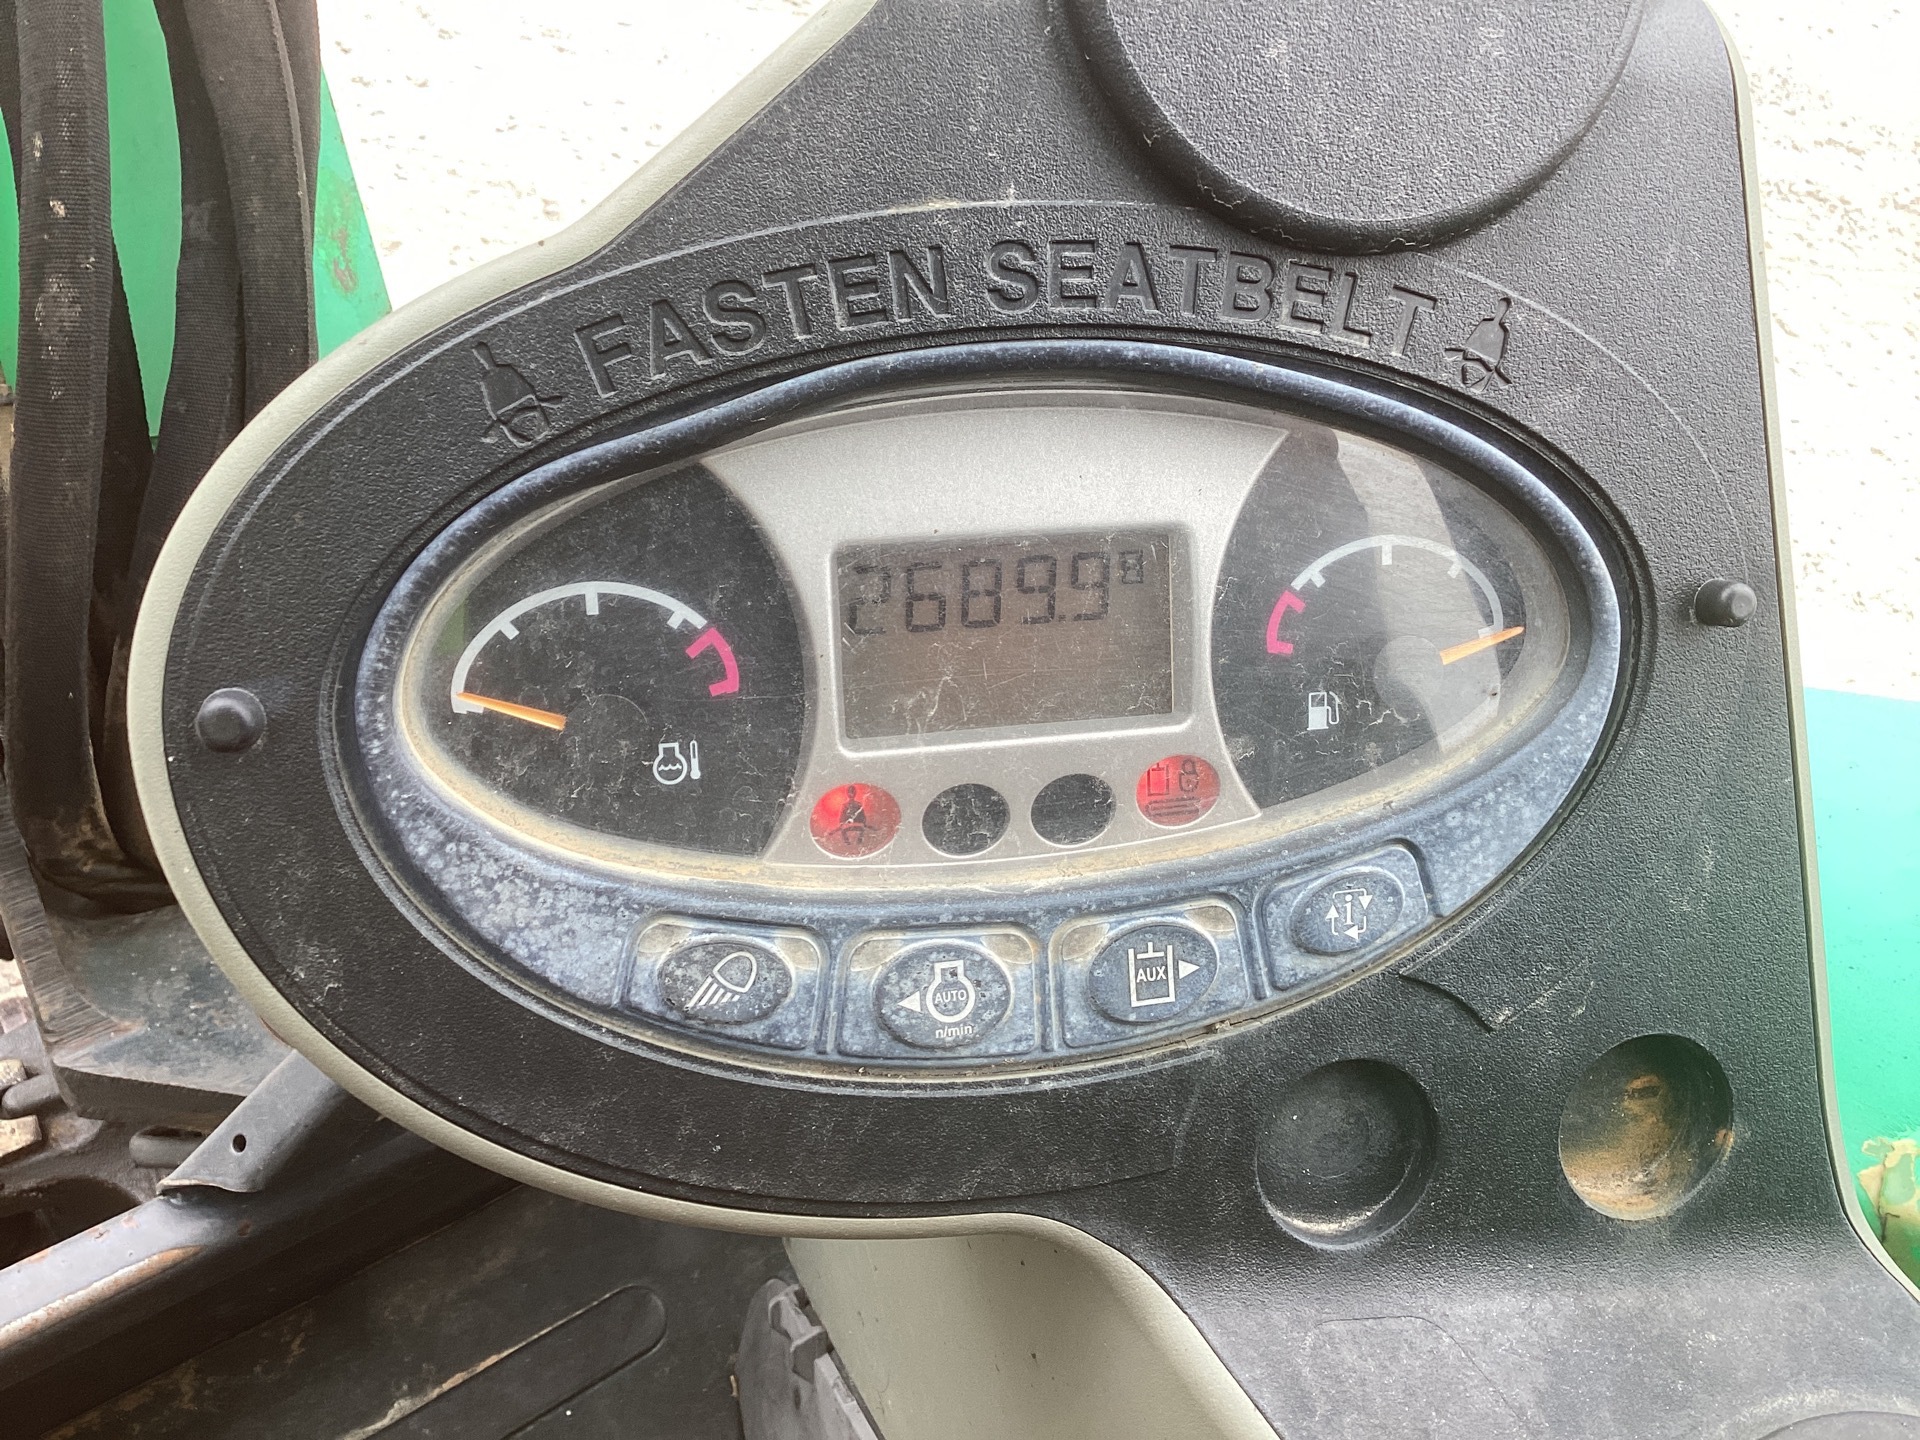 FASTEN SEATBELT
2689.9
AUTO
n/min
AUX
i